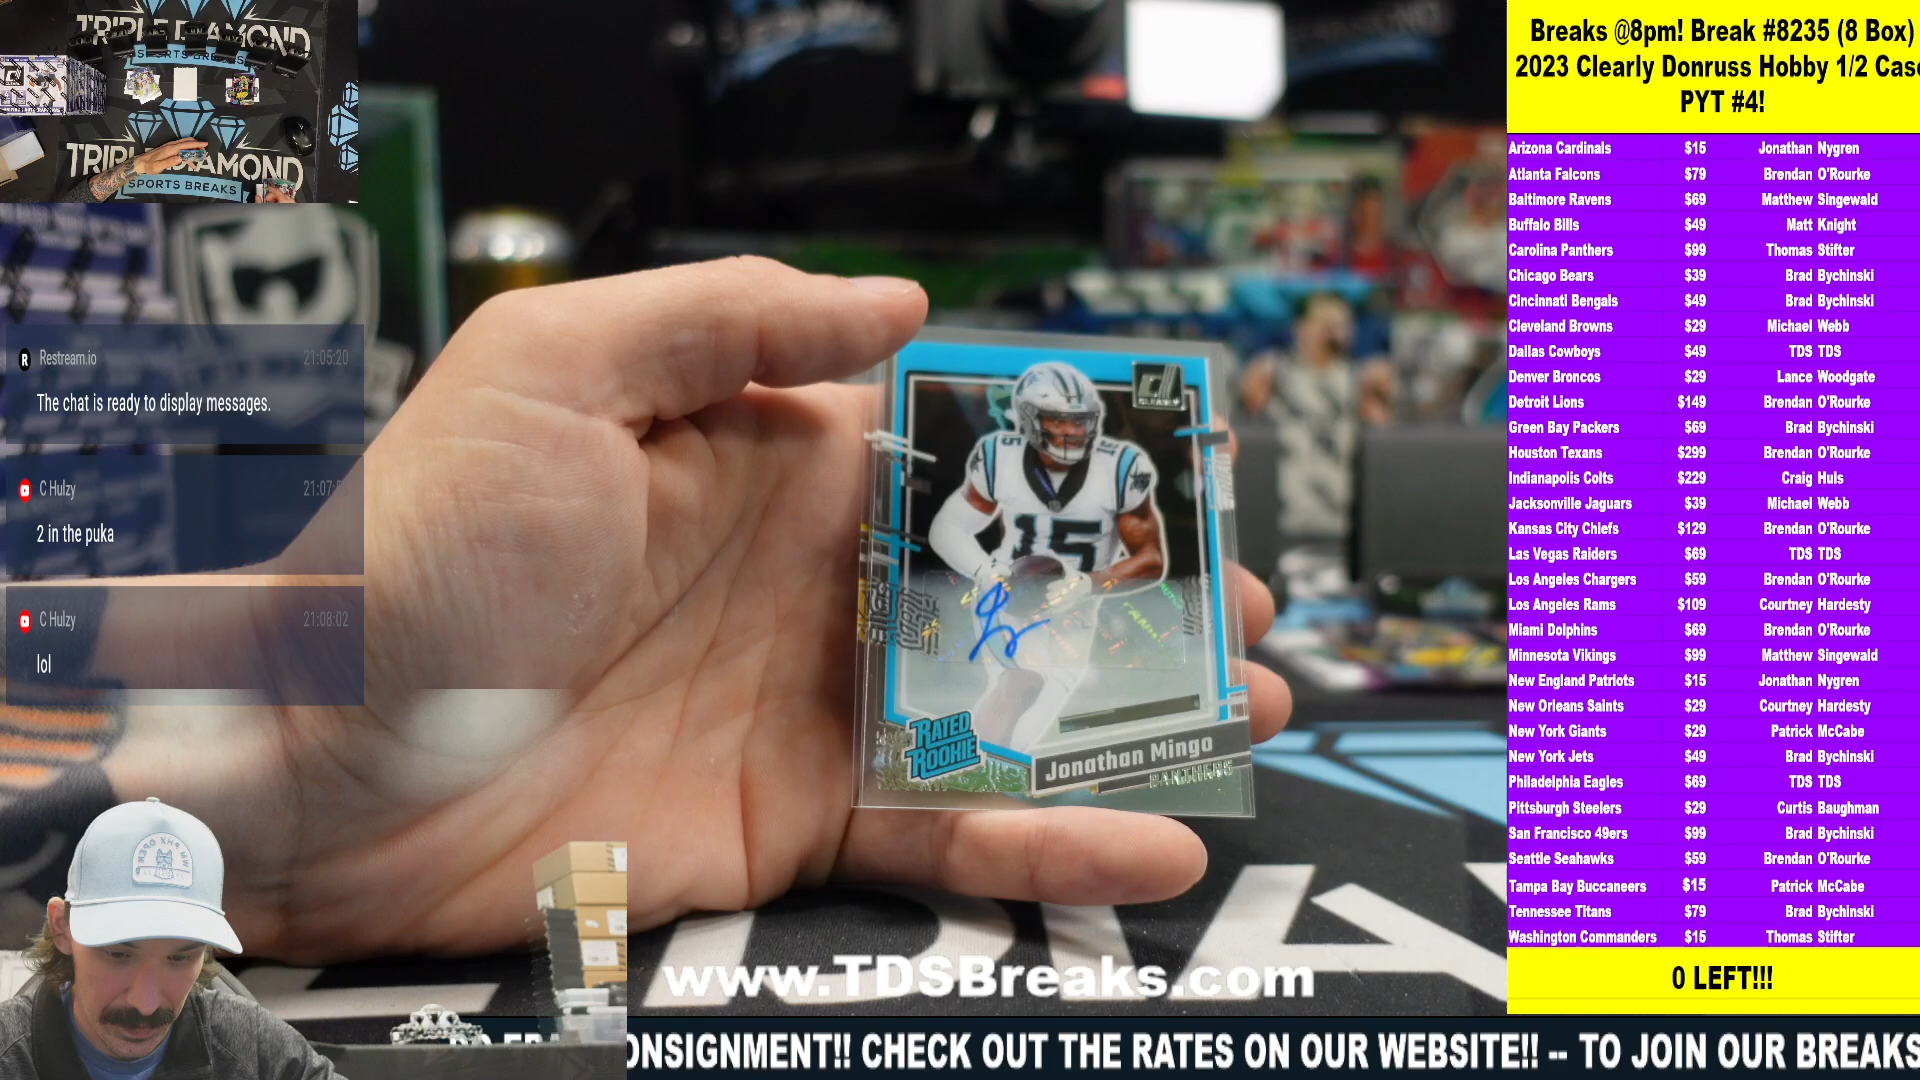 TRIPLE DIAMOND
SPORTS BREAKS
TRIPLE DIAMOND
SPORTS BREAKS
Restream.io 21:05:20
The chat is ready to display messages.
C Hulzy
2 in the puka
C Hulzy 21:08:02
lol
15
RATED
ROOKIE
Jonathan Mingo
PANTHERS
www.TDSBreaks.com
ONSIGNMENT!! CHECK OUT THE RATES ON OUR WEBSITE!! -- TO JOIN OUR BREAKS
Breaks @8pm! Break #8235 (8 Box)
2023 Clearly Donruss Hobby 1/2 Case
PYT #4!
Arizona Cardinals $15 Jonathan Nygren
Atlanta Falcons $79 Brendan O'Rourke
Baltimore Ravens $69 Matthew Singewald
Buffalo Bills $49 Matt Knight
Carolina Panthers $99 Thomas Stifter
Chicago Bears $39 Brad Bychinski
Cincinnati Bengals $49 Brad Bychinski
Cleveland Browns $29 Michael Webb
Dallas Cowboys $49 TDS TDS
Denver Broncos $29 Lance Woodgate
Detroit Lions $149 Brendan O'Rourke
Green Bay Packers $69 Brad Bychinski
Houston Texans $299 Brendan O'Rourke
Indianapolis Colts $229 Craig Huls
Jacksonville Jaguars $39 Michael Webb
Kansas City Chiefs $129 Brendan O'Rourke
Las Vegas Raiders $69 TDS TDS
Los Angeles Chargers $59 Brendan O'Rourke
Los Angeles Rams $109 Courtney Hardesty
Miami Dolphins $69 Brendan O'Rourke
Minnesota Vikings $99 Matthew Singewald
New England Patriots $15 Jonathan Nygren
New Orleans Saints $29 Courtney Hardesty
New York Giants $29 Patrick McCabe
New York Jets $49 Brad Bychinski
Philadelphia Eagles $69 TDS TDS
Pittsburgh Steelers $29 Curtis Baughman
San Francisco 49ers $99 Brad Bychinski
Seattle Seahawks $59 Brendan O'Rourke
Tampa Bay Buccaneers $15 Patrick McCabe
Tennessee Titans $79 Brad Bychinski
Washington Commanders $15 Thomas Stifter
0 LEFT!!!